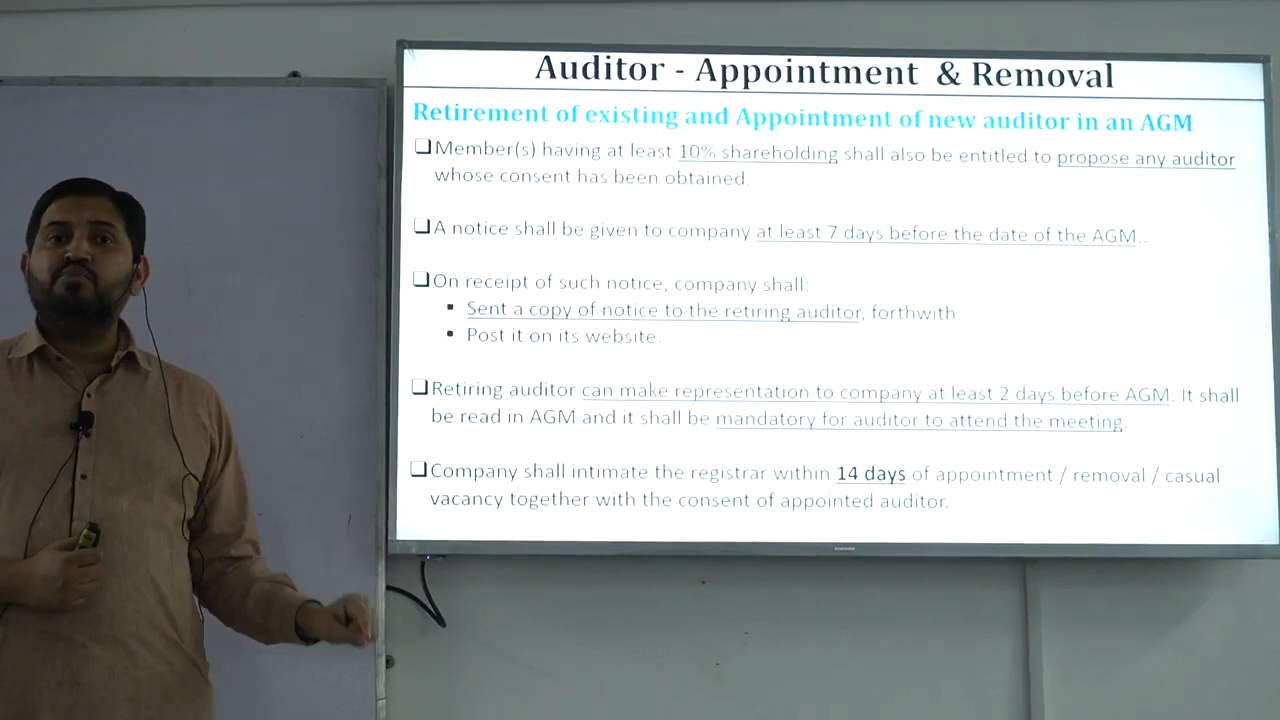 Auditor - Appointment & Removal
Retirement of existing and Appointment of new auditor in an AGM
❑Member(s) having at least 10% shareholding shall also be entitled to propose any auditor
whose consent has been obtained.
❑A notice shall be given to company at least 7 days before the date of the AGM..
❑On receipt of such notice, company shall:
▪ Sent a copy of notice to the retiring auditor, forthwith.
▪ Post it on its website.
❑Retiring auditor can make representation to company at least 2 days before AGM. It shall
be read in AGM and it shall be mandatory for auditor to attend the meeting.
❑Company shall intimate the registrar within 14 days of appointment / removal / casual
vacancy together with the consent of appointed auditor.